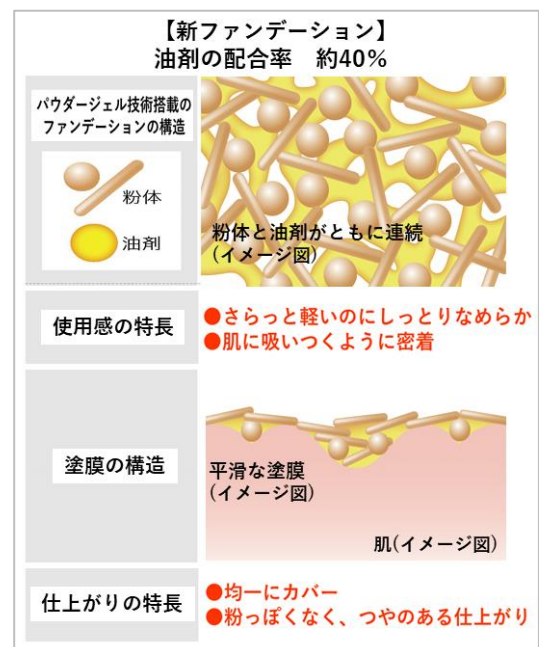 【新ファンデーション】
油剤の配合率　約40%
パウダージェル技術搭載の
ファンデーションの構造
粉体
油剤
粉体と油剤がともに連続
(イメージ図)
使用感の特長
●さらっと軽いのにしっとりなめらか
●肌に吸いつくように密着
塗膜の構造
平滑な塗膜
(イメージ図)
肌(イメージ図)
仕上がりの特長
●均一にカバー
●粉っぽくなく、つやのある仕上がり